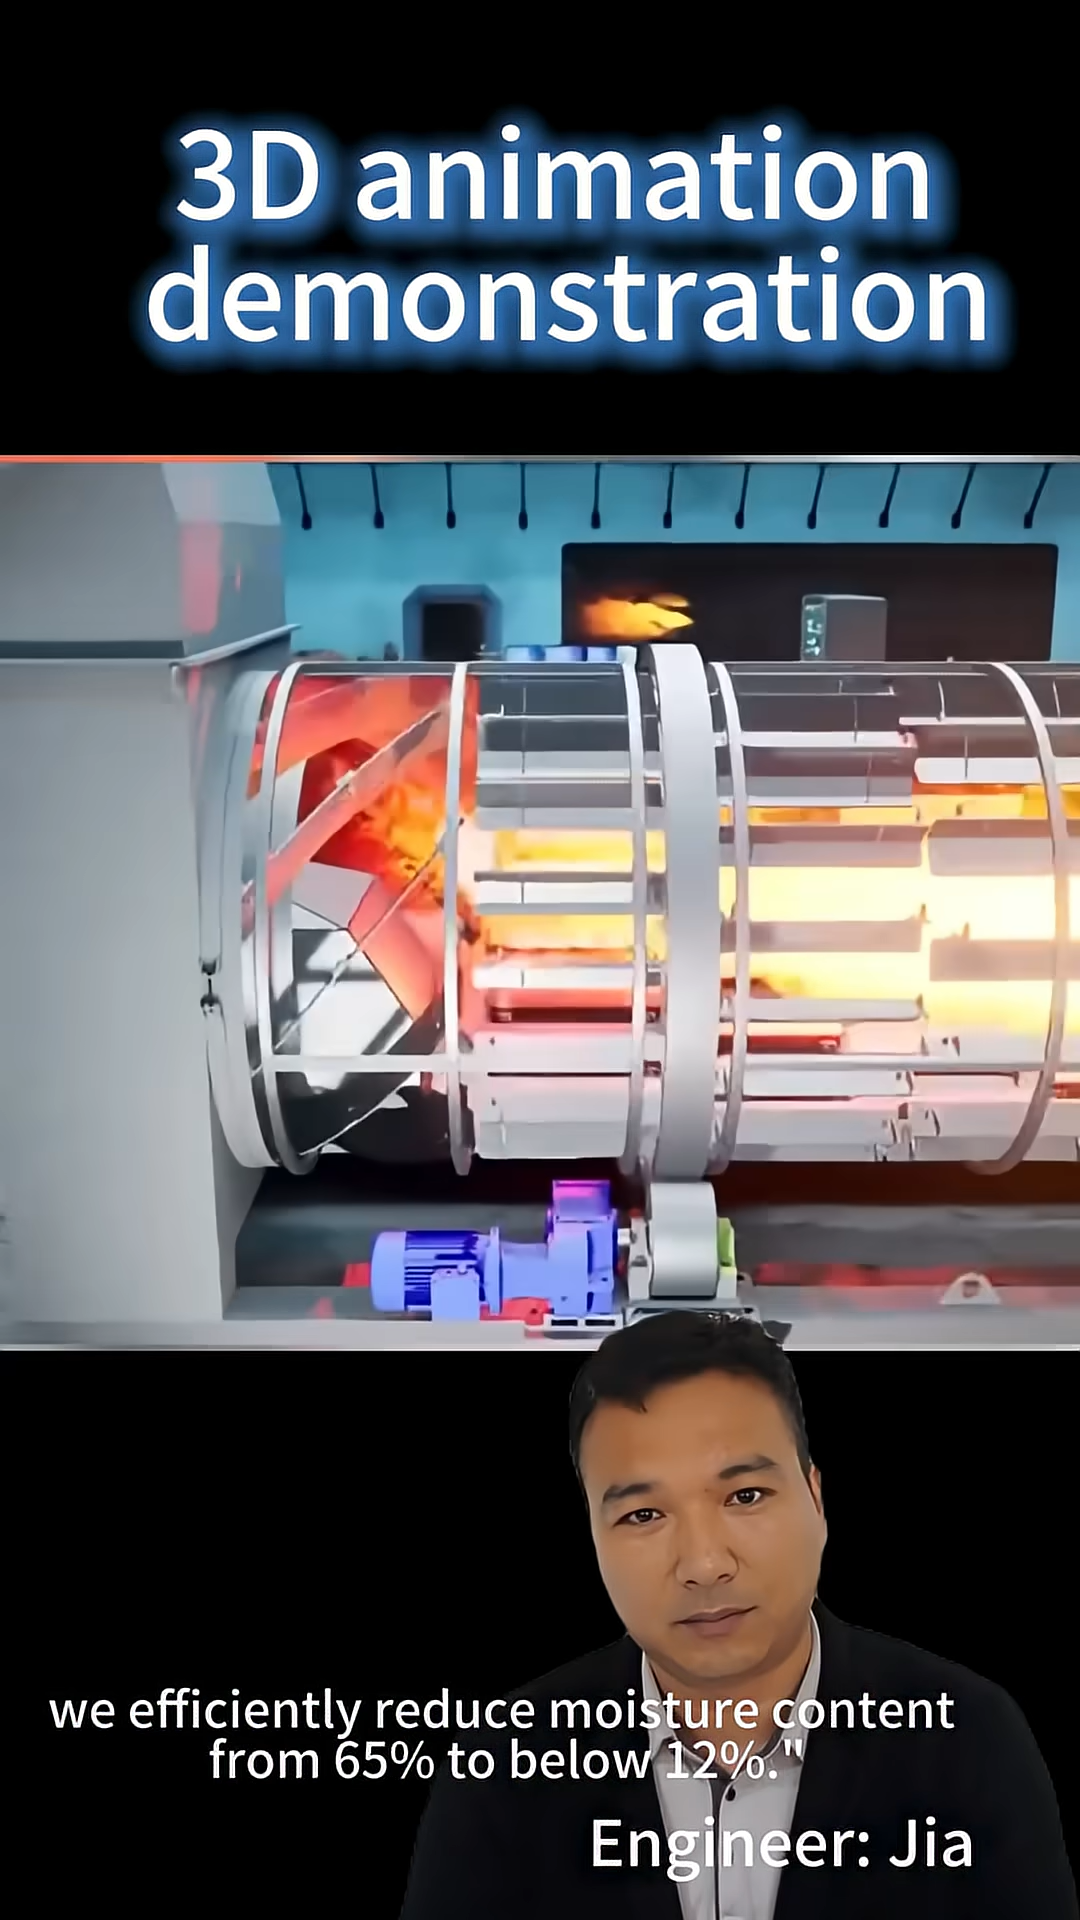 3D animation
demonstration
we efficiently reduce moisture content
from 65% to below 12%."
Engineer: Jia